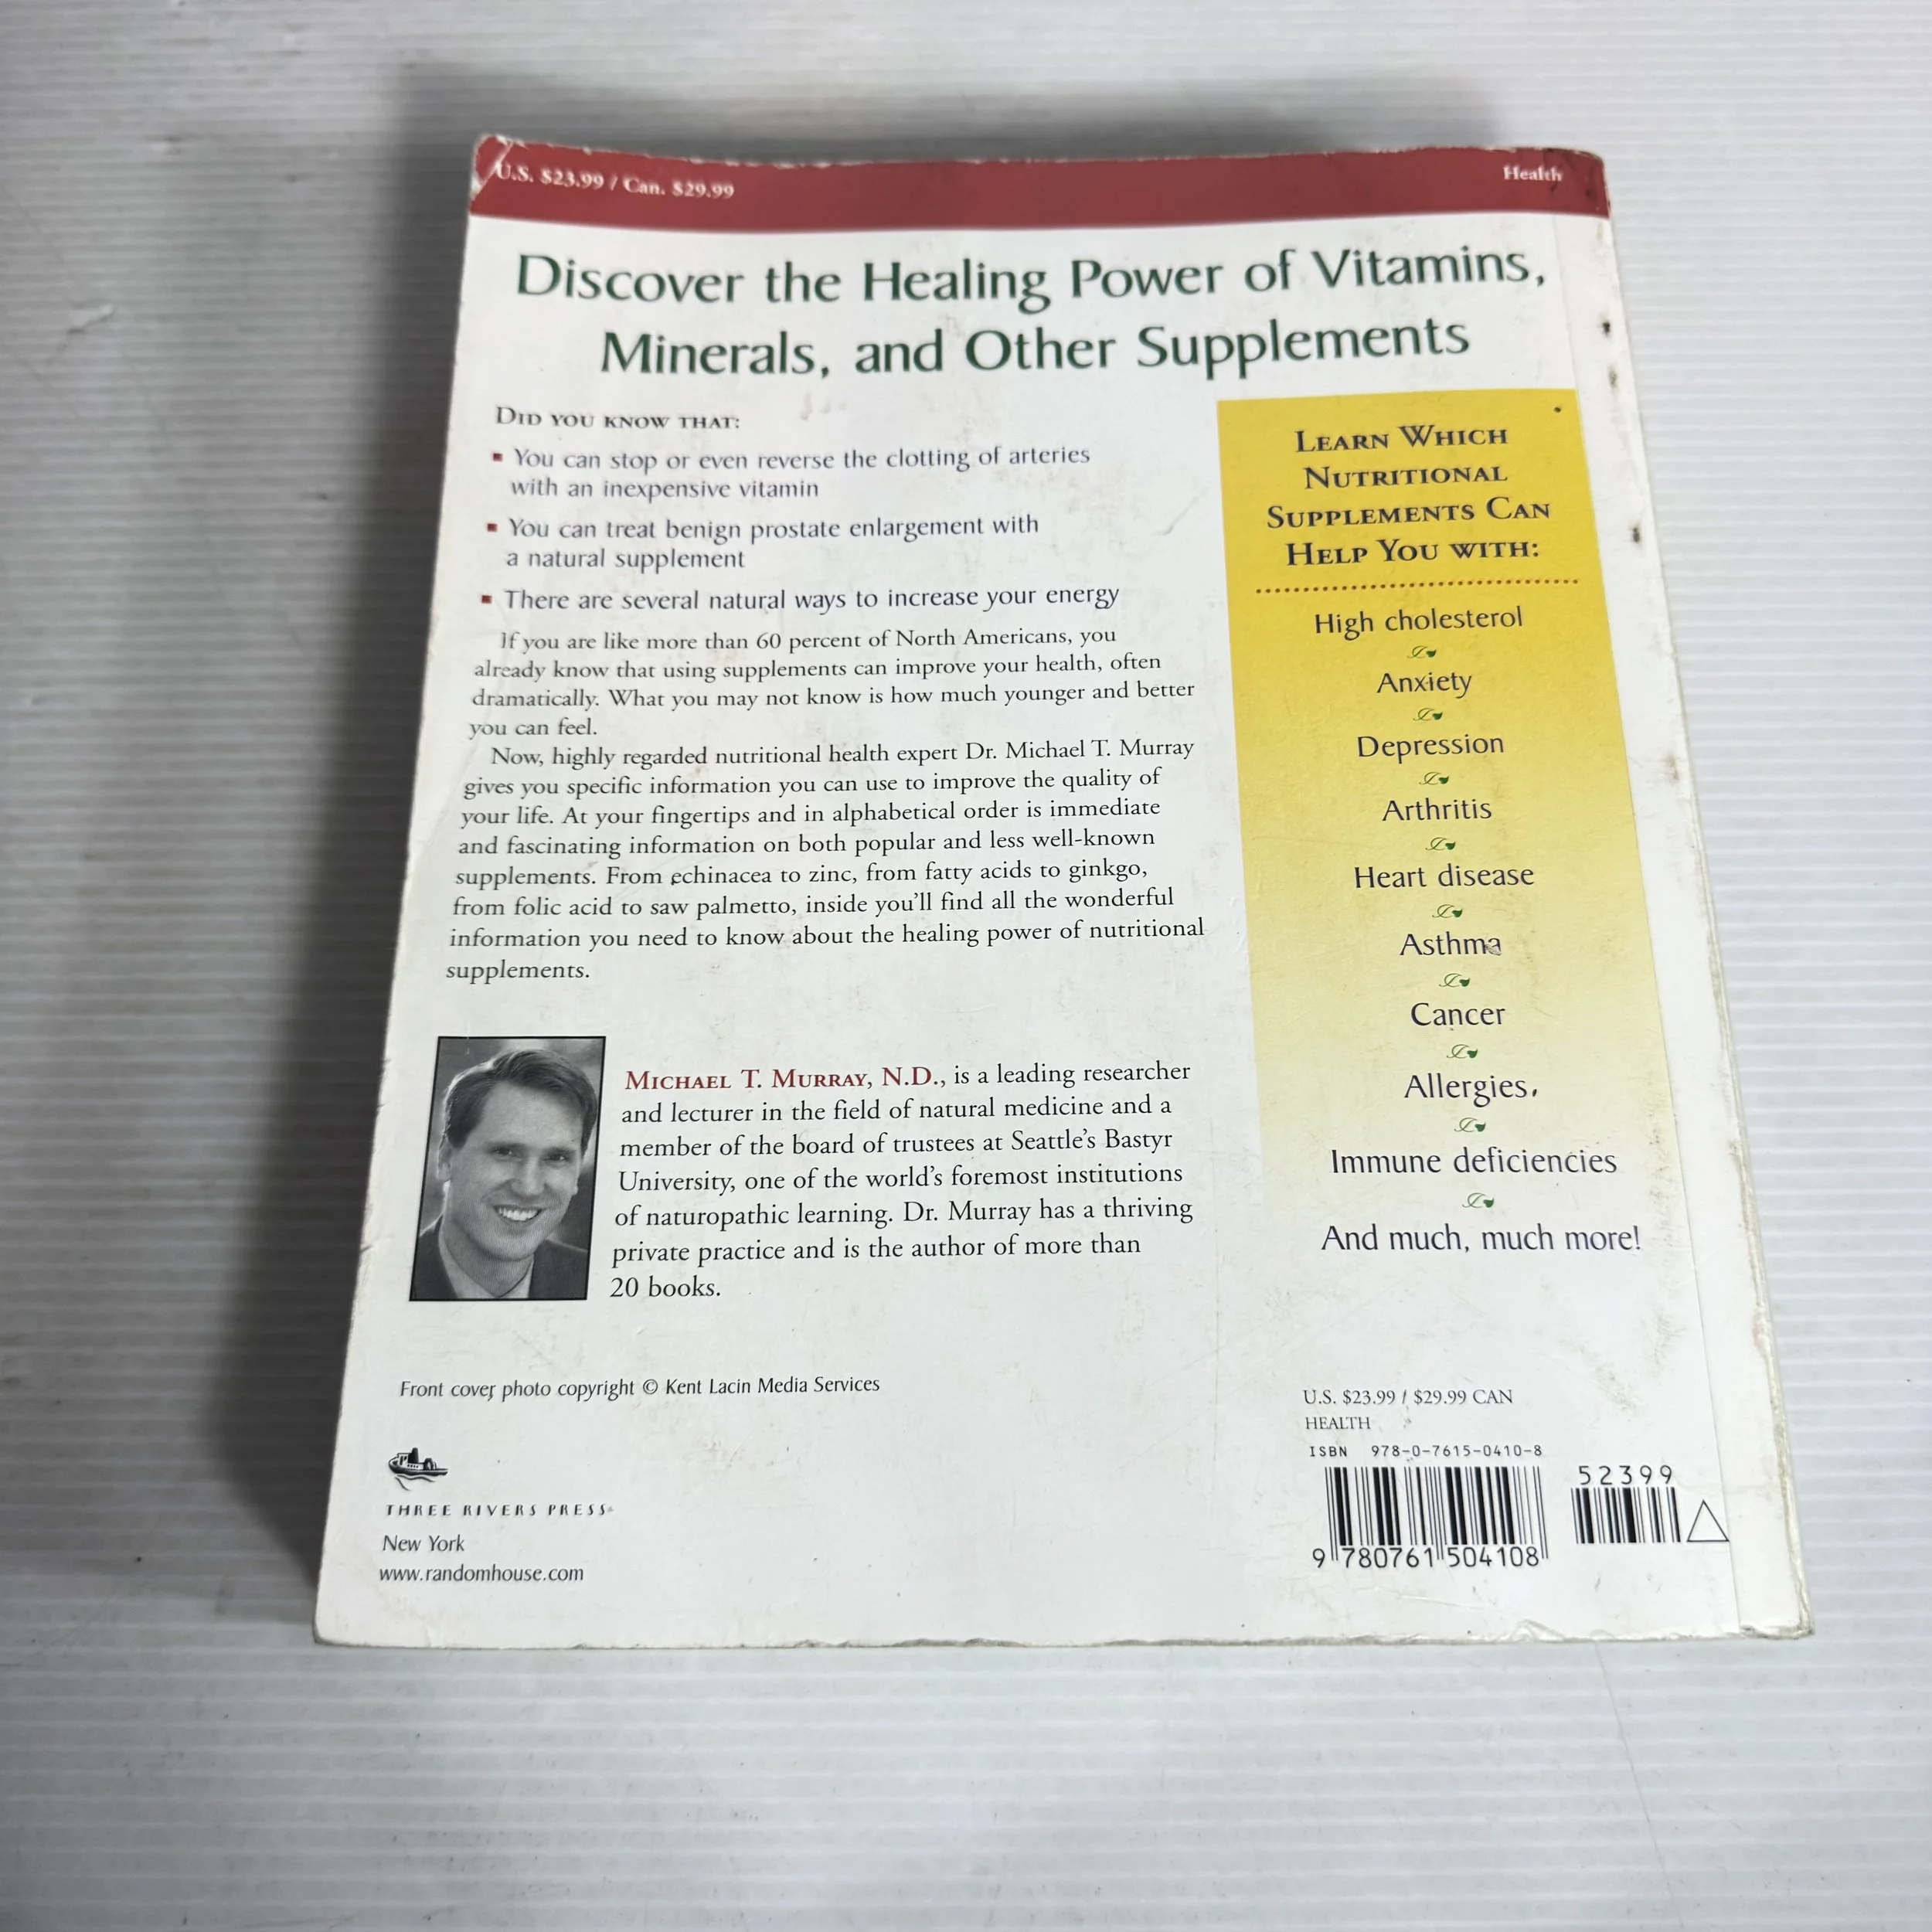 U.S. $23.99 / Can. $29.99
Health
Discover the Healing Power of Vitamins,
Minerals, and Other Supplements
DID YOU KNOW THAT:
You can stop or even reverse the clotting of arteries
with an inexpensive vitamin
You can treat benign prostate enlargement with
a natural supplement
There are several natural ways to increase your energy
If you are like more than 60 percent of North Americans, you
already know that using supplements can improve your health, often
dramatically. What you may not know is how much younger and better
you can feel.
Now, highly regarded nutritional health expert Dr. Michael T. Murray
gives you specific information you can use to improve the quality of
your life. At your fingertips and in alphabetical order is immediate
and fascinating information on both popular and less well-known
supplements. From echinacea to zinc, from fatty acids to ginkgo,
from folic acid to saw palmetto, inside you'll find all the wonderful
information you need to know about the healing power of nutritional
supplements.
MICHAEL T. MURRAY, N.D., is a leading researcher
and lecturer in the field of natural medicine and a
member of the board of trustees at Seattle's Bastyr
University, one of the world's foremost institutions
of naturopathic learning. Dr. Murray has a thriving
private practice and is the author of more than
20 books.
Front cover photo copyright © Kent Lacin Media Services
THREE RIVERS PRESS
New York
www.randomhouse.com
LEARN WHICH
NUTRITIONAL
SUPPLEMENTS CAN
HELP YOU WITH:
High cholesterol
Anxiety
Depression
Arthritis
Heart disease
Asthma
Cancer
Allergies
Immune deficiencies
And much, much more!
U.S. $23.99 / $29.99 CAN
HEALTH
ISBN 978-0-7615-0410-8
52399
9 780761 504108